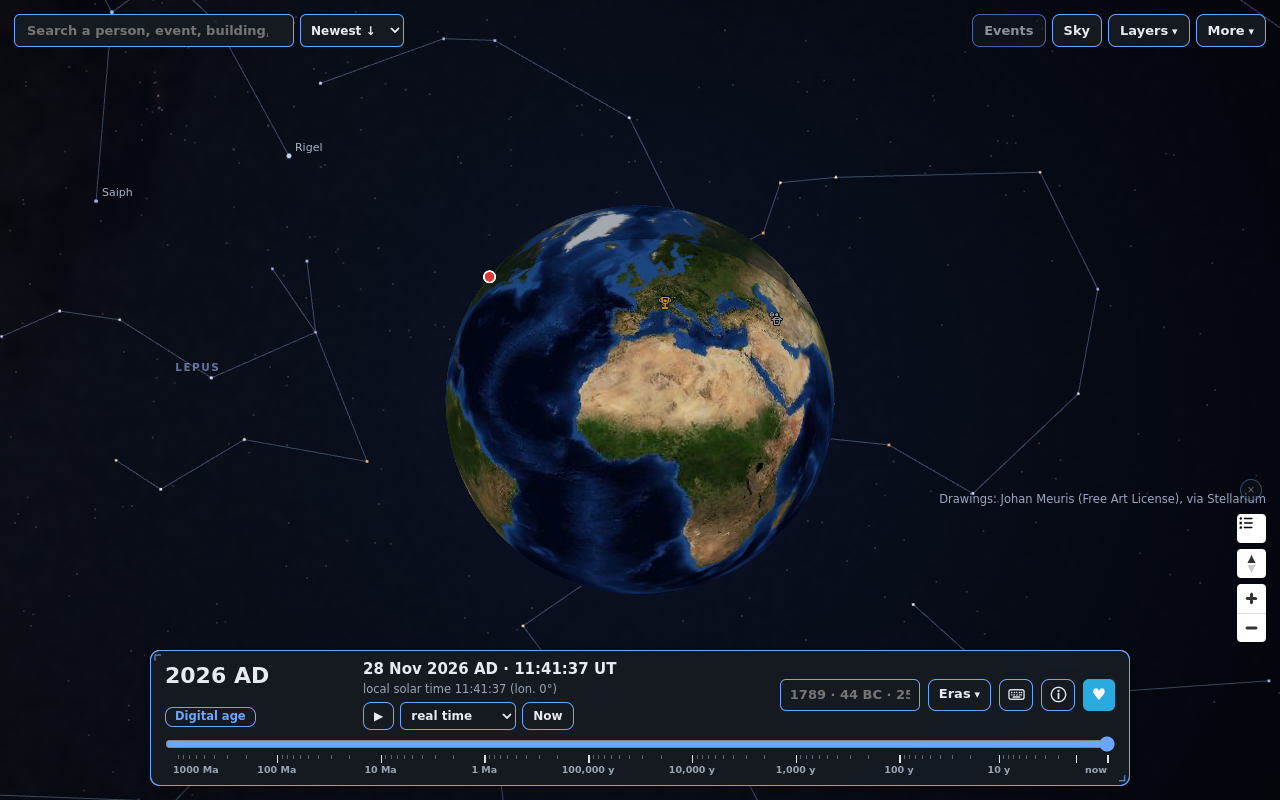 Search a person, event, building,
Newest ↓
Events
Sky
Layers ▾
More ▾
Rigel
Saiph
LEPUS
Drawings: Johan Meuris (Free Art License), via Stellarium
2026 AD
Digital age
28 Nov 2026 AD · 11:41:37 UT
local solar time 11:41:37 (lon. 0°)
real time
Now
1789 · 44 BC · 25
Eras ▾
1000 Ma
100 Ma
10 Ma
1 Ma
100,000 y
10,000 y
1,000 y
100 y
10 y
now